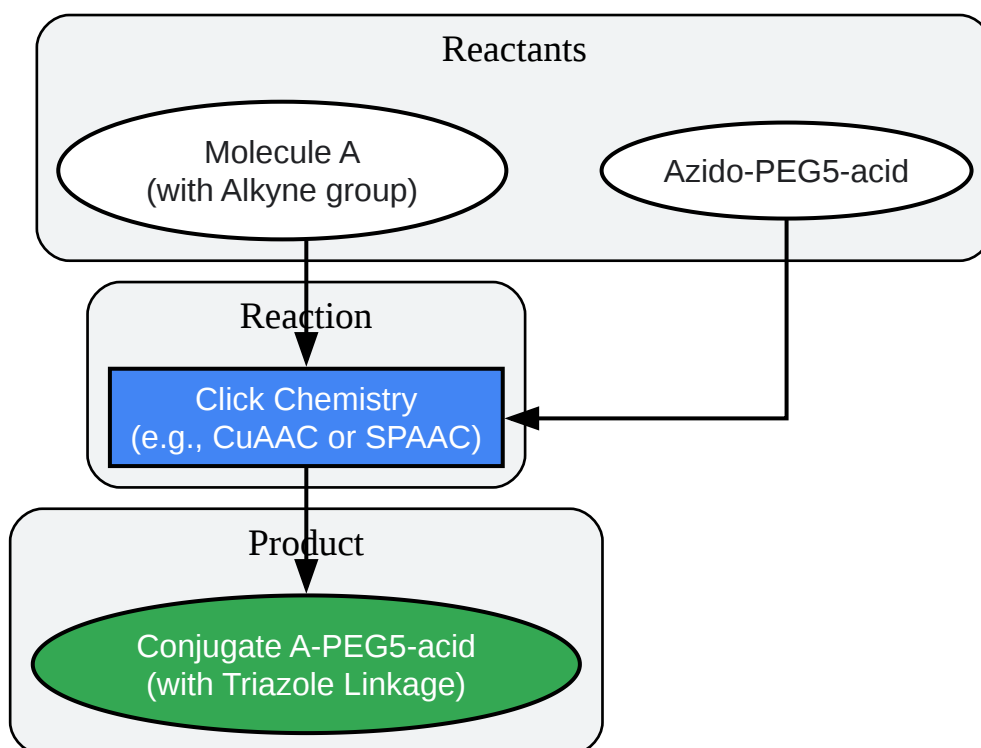 Reactants
Molecule A
(with Alkyne group)
Azido-PEG5-acid
Reaction
Click Chemistry
(e.g., CuAAC or SPAAC)
Product
Conjugate A-PEG5-acid
(with Triazole Linkage)